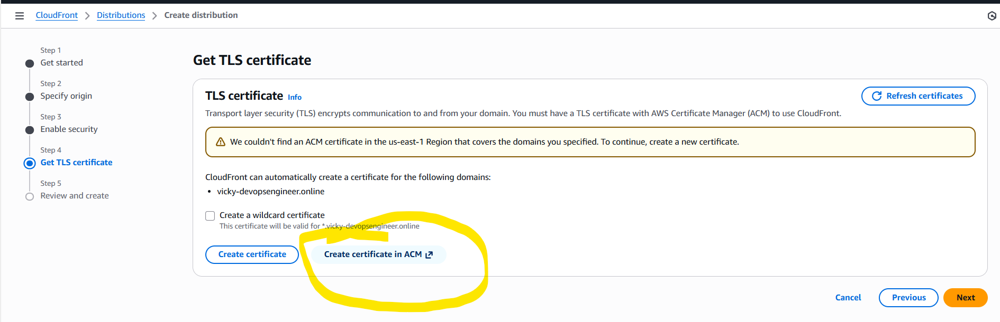 CloudFront > Distributions > Create distribution
Step 1
Get started
Step 2
Specify origin
Step 3
Enable security
Step 4
Get TLS certificate
Step 5
Review and create
Get TLS certificate
TLS certificate Info
Refresh certificates
Transport layer security (TLS) encrypts communication to and from your domain. You must have a TLS certificate with AWS Certificate Manager (ACM) to use CloudFront.
We couldn't find an ACM certificate in the us-east-1 Region that covers the domains you specified. To continue, create a new certificate.
CloudFront can automatically create a certificate for the following domains:
• vicky-devopsengineer.online
Create a wildcard certificate
This certificate will be valid for *.vicky-devopsengineer.online
Create certificate
Create certificate in ACM
Cancel
Previous
Next